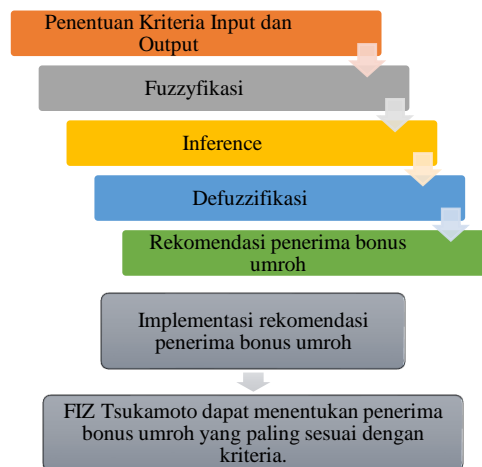 Penentuan Kriteria Input dan
Output
Fuzzyfikasi
Inference
Defuzzifikasi
Rekomendasi penerima bonus
umroh
Implementasi rekomendasi
penerima bonus umroh
FIZ Tsukamoto dapat menentukan penerima
bonus umroh yang paling sesuai dengan
kriteria.